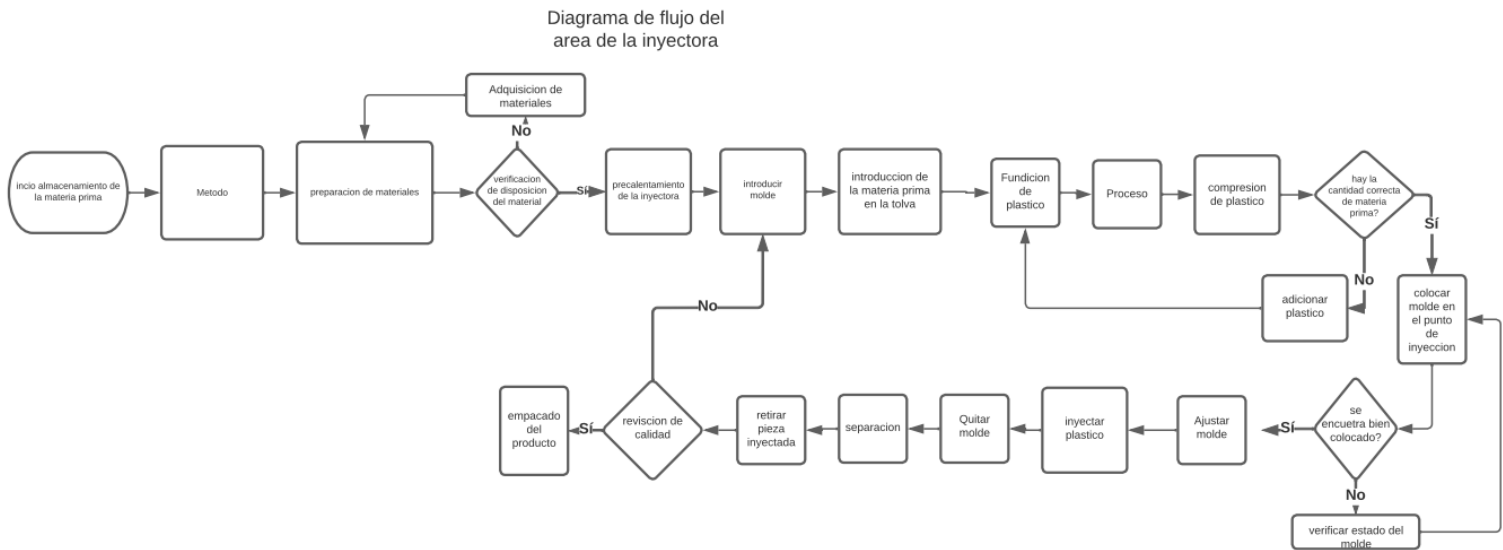 Diagrama de flujo del
area de la inyectora
Adquisicion de
materiales
No
incio almacenamiento de
la materia prima
Metodo
preparacion de materiales
verificacion
de disposicion
del material
Sí
precalentamiento
de la inyectora
introducir
molde
introduccion de
la materia prima
en la tolva
Fundicion
de
plastico
Proceso
compresion
de plastico
hay la
cantidad correcta
de materia
prima?
Sí
No
adicionar
plastico
colocar
molde en
el punto
de
inyeccion
No
empacado
del
producto
Sí
reviscion de
calidad
retirar
pieza
inyectada
separacion
Quitar
molde
inyectar
plastico
Ajustar
molde
Sí
se
encuetra bien
colocado?
No
verificar estado del
molde